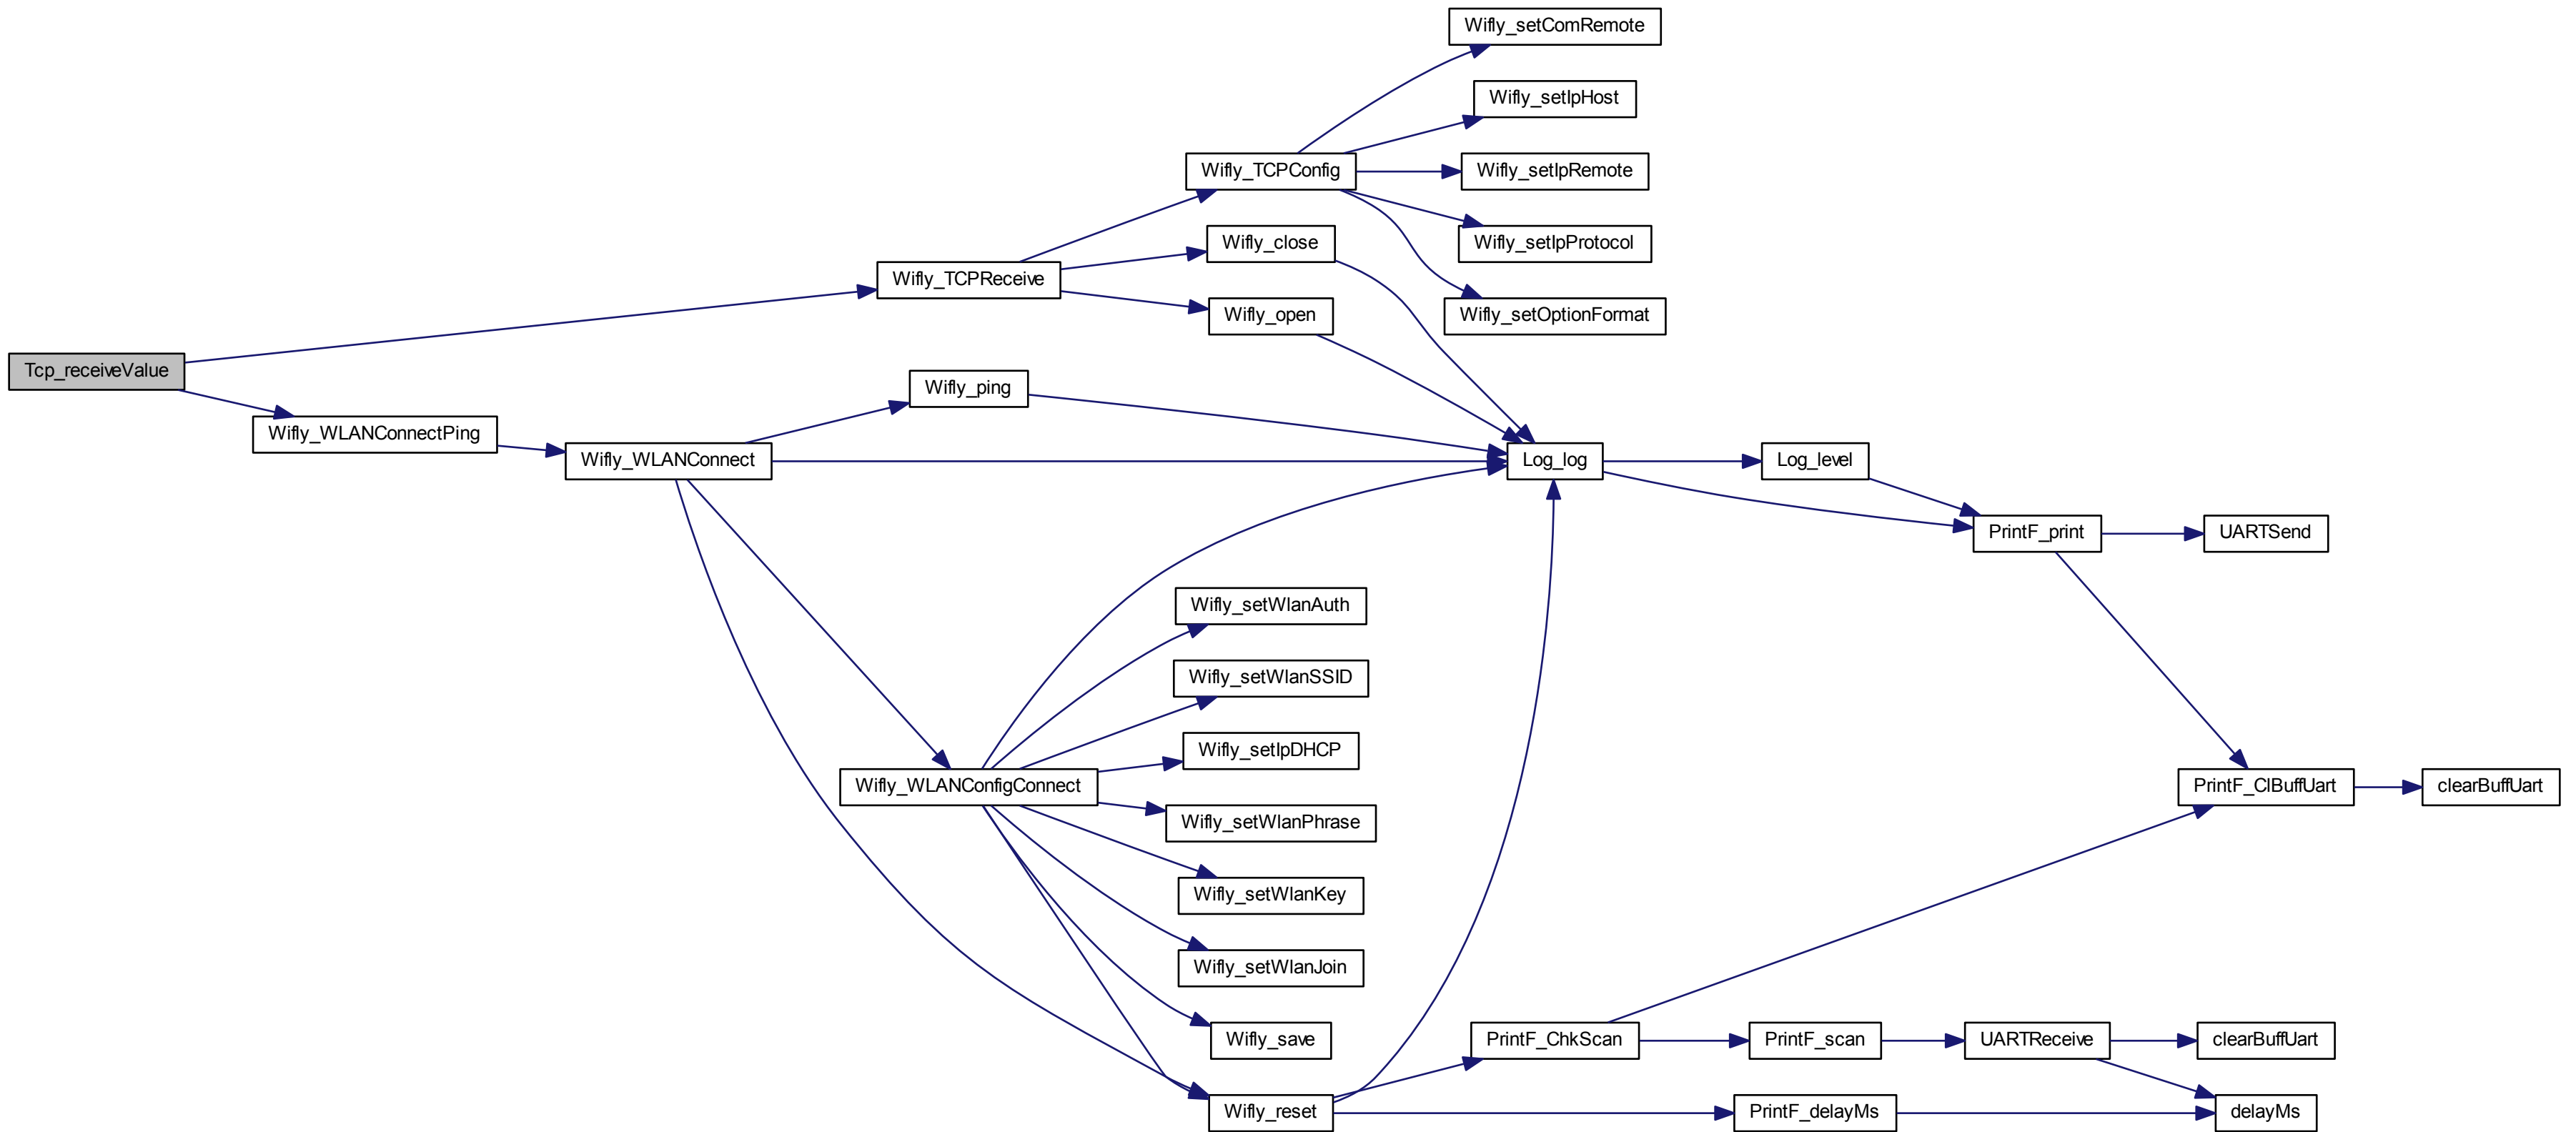 Wifly_setComRemote
Wifly_setIpHost
Wifly_TCPConfig
Wifly_setIpRemote
Wifly_close
Wifly_setIpProtocol
Wifly_TCPReceive
Wifly_open
Wifly_setOptionFormat
Tcp_receiveValue
Wifly_ping
Wifly_WLANConnectPing
Wifly_WLANConnect
Log_log
Log_level
PrintF_print
UARTSend
Wifly_setWlanAuth
Wifly_setWlanSSID
Wifly_setIpDHCP
Wifly_WLANConfigConnect
PrintF_ClBuffUart
clearBuffUart
Wifly_setWlanPhrase
Wifly_setWlanKey
Wifly_setWlanJoin
Wifly_save
PrintF_ChkScan
PrintF_scan
UARTReceive
clearBuffUart
Wifly_reset
PrintF_delayMs
delayMs